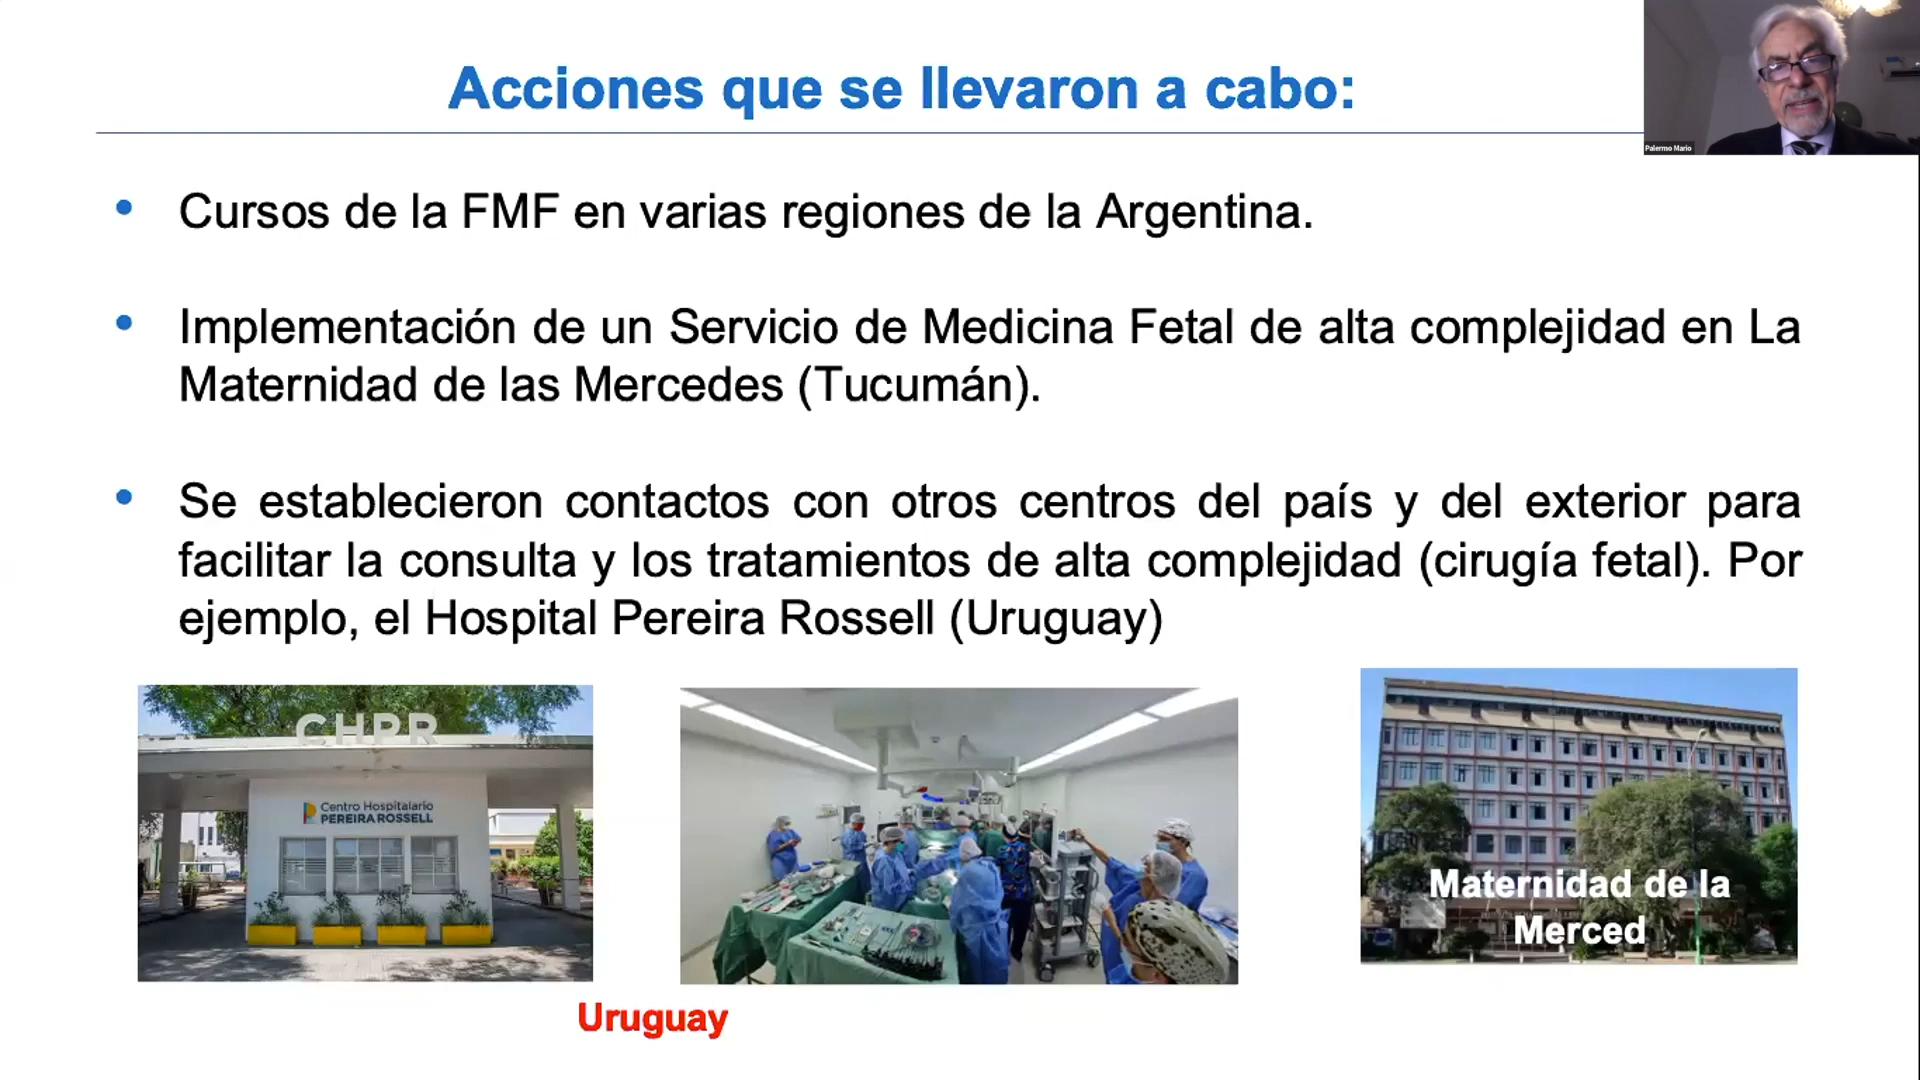 Acciones que se llevaron a cabo:
Palermo Mario
• Cursos de la FMF en varias regiones de la Argentina.
• Implementación de un Servicio de Medicina Fetal de alta complejidad en La
Maternidad de las Mercedes (Tucumán).
• Se establecieron contactos con otros centros del país y del exterior para
facilitar la consulta y los tratamientos de alta complejidad (cirugía fetal). Por
ejemplo, el Hospital Pereira Rossell (Uruguay)
CHPR
Centro Hospitalario
PEREIRA ROSSELL
Maternidad de la
Merced
Uruguay